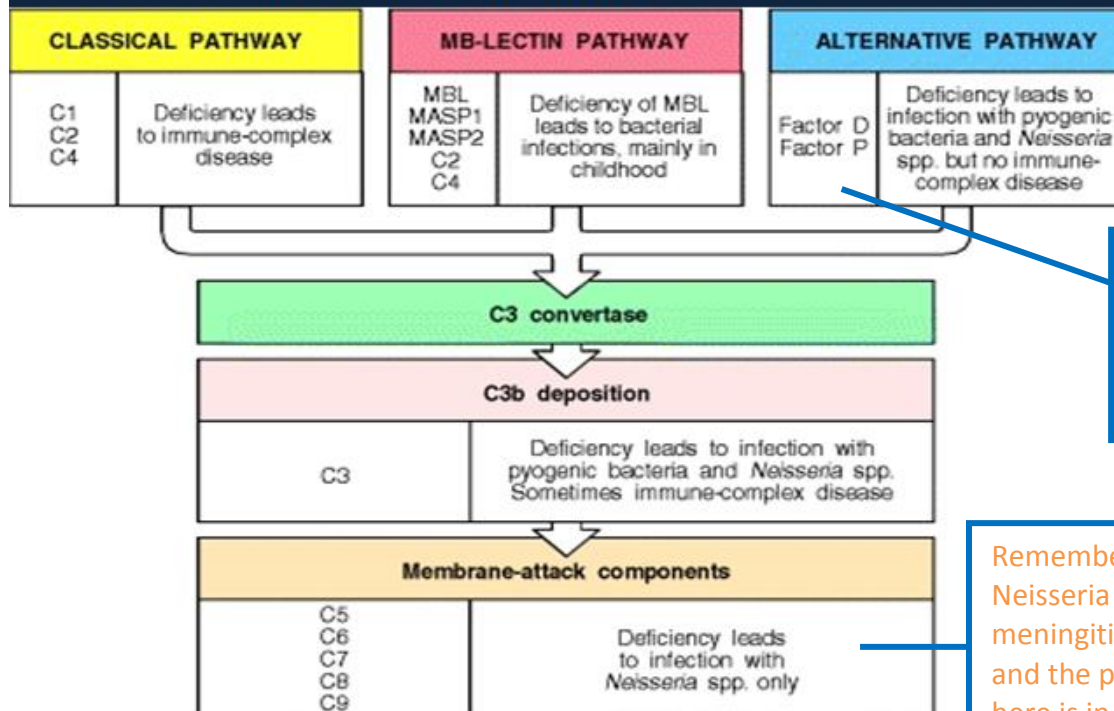 CLASSICAL PATHWAY
C1
C2
C4
Deficiency leads
to immune-complex
disease
MB-LECTIN PATHWAY
MBL
MASP1
MASP2
C2
C4
Deficiency of MBL
leads to bacterial
infections, mainly in
childhood
ALTERNATIVE PATHWAY
Factor D
Factor P
Deficiency leads to
infection with pyogenic
bacteria and Neisseria
spp. but no immune-
complex disease
C3 convertase
C3b deposition
C3
Deficiency leads to infection with
pyogenic bacteria and Neisseria spp.
Sometimes immune-complex disease
Membrane-attack components
C5
C6
C7
C8
C9
Deficiency leads
to infection with
Neisseria spp. only
Neisseria
and the p
here is in